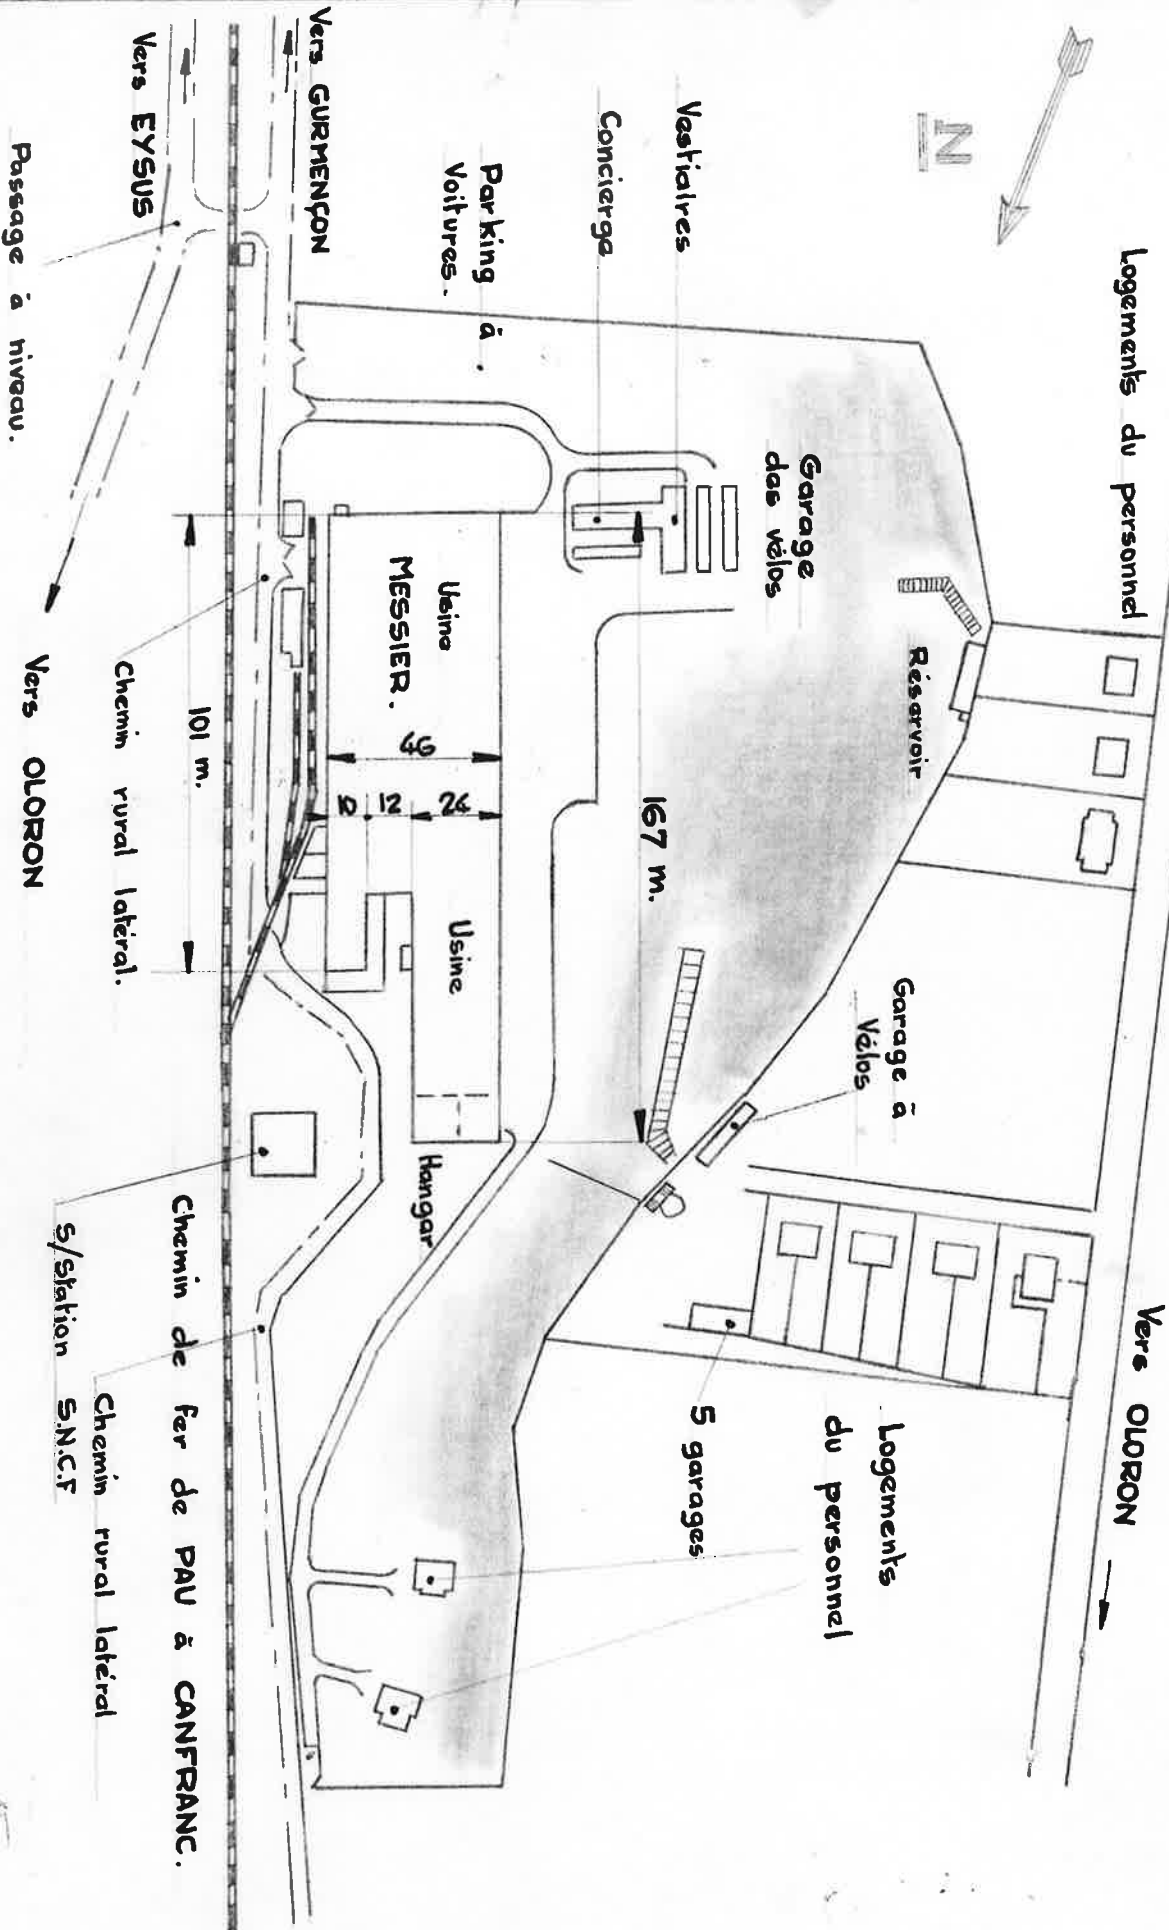 Logements du personnel
Vers OLORON
N
Vestiaires
Concierge
Parking à
Voitures.
Vers GURMENÇON
Vers EYSUS
Passage à niveau.
Garage
des vélos
Réservoir
Garage à
Vélos
167 m.
Usine
MESSIER.
46
10
12
24
Usine
Hangar
101 m.
Chemin rural latéral.
Vers OLORON
5 garages
Logements
du personnel
Chemin de fer de PAU à CANFRANC.
Chemin rural latéral
S/Station S.N.C.F